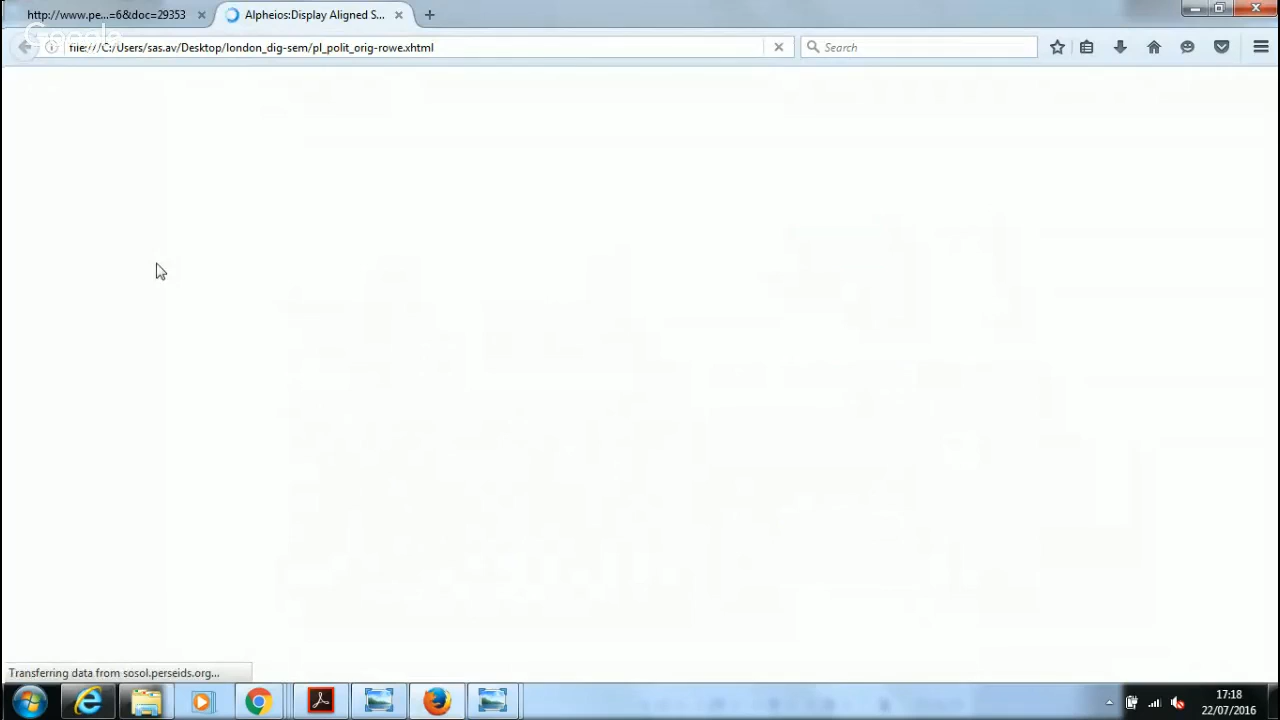 http://www.pe...=6&doc=29353
Alpheios:Display Aligned S...
Google
file:///C:/Users/sas.av/Desktop/london_dig-sem/pl_polit_orig-rowe.xhtml
Search
Transferring data from sosol.perseids.org...
17:18
22/07/2016